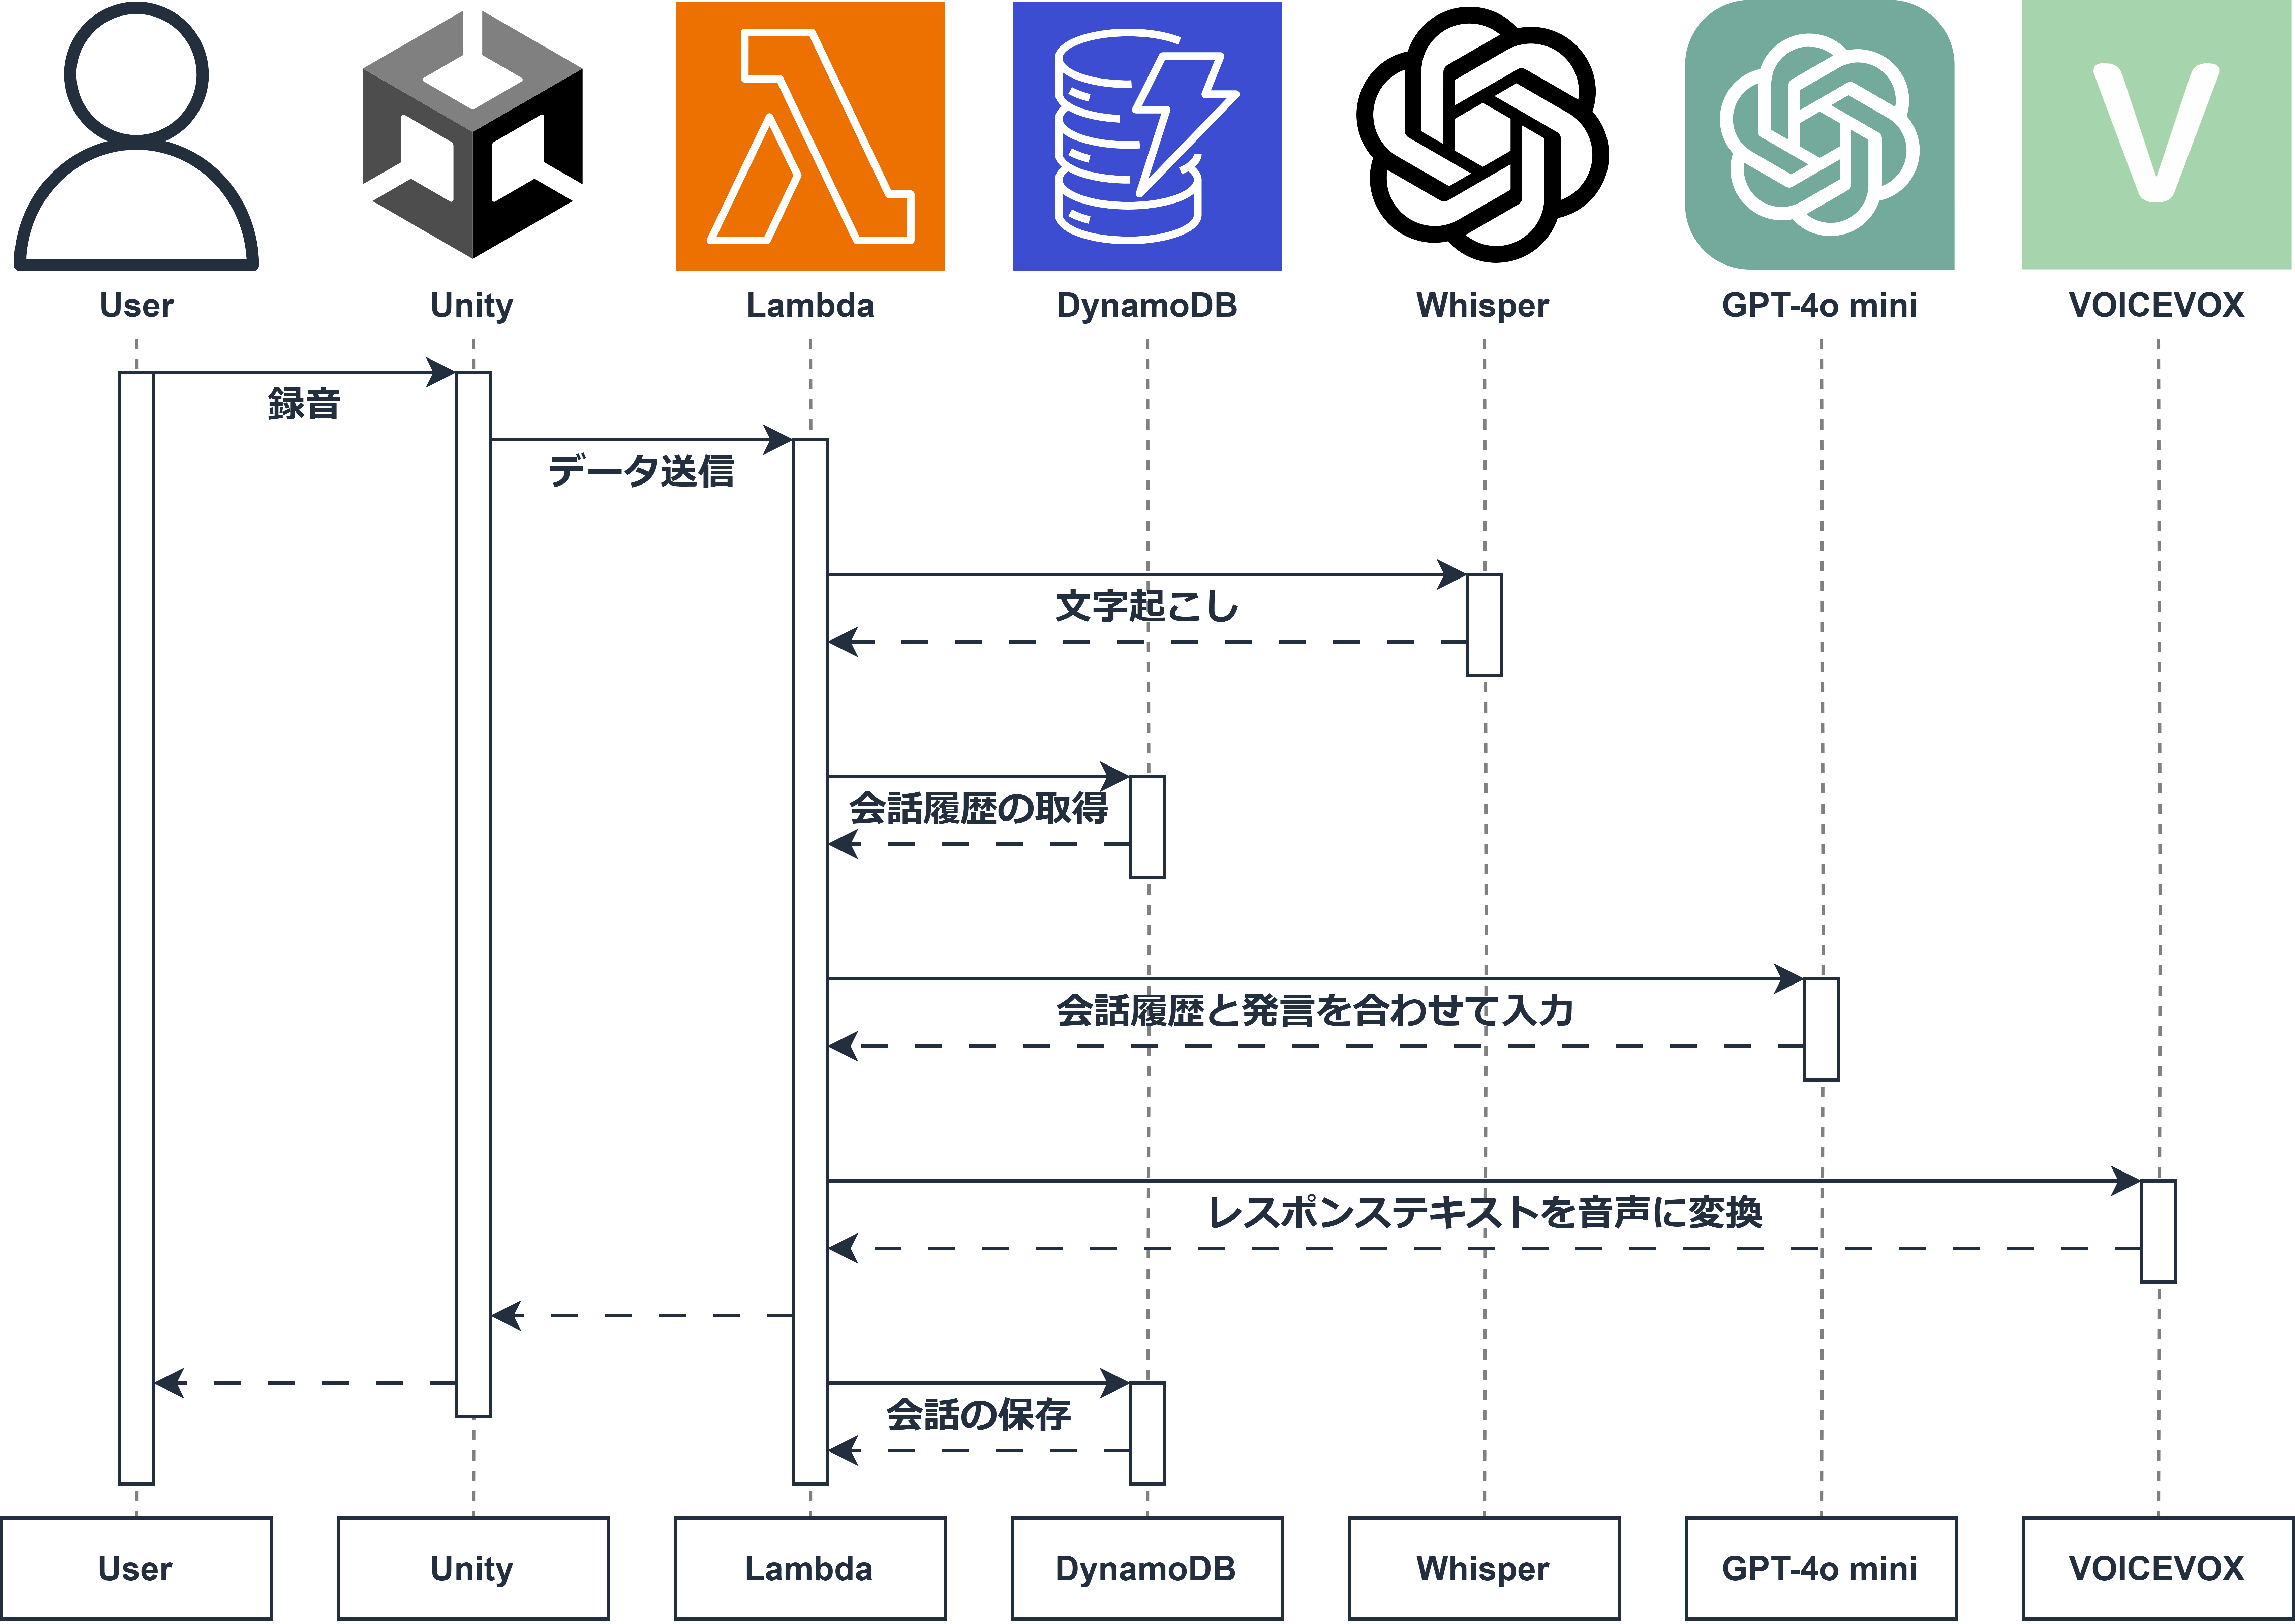 User
Unity
Lambda
DynamoDB
Whisper
GPT-4o mini
V
VOICEVOX
録音
データ送信
文字起こし
会話履歴の取得
会話履歴と発言を合わせて入力
レスポンステキストを音声に変換
会話の保存
User
Unity
Lambda
DynamoDB
Whisper
GPT-4o mini
VOICEVOX